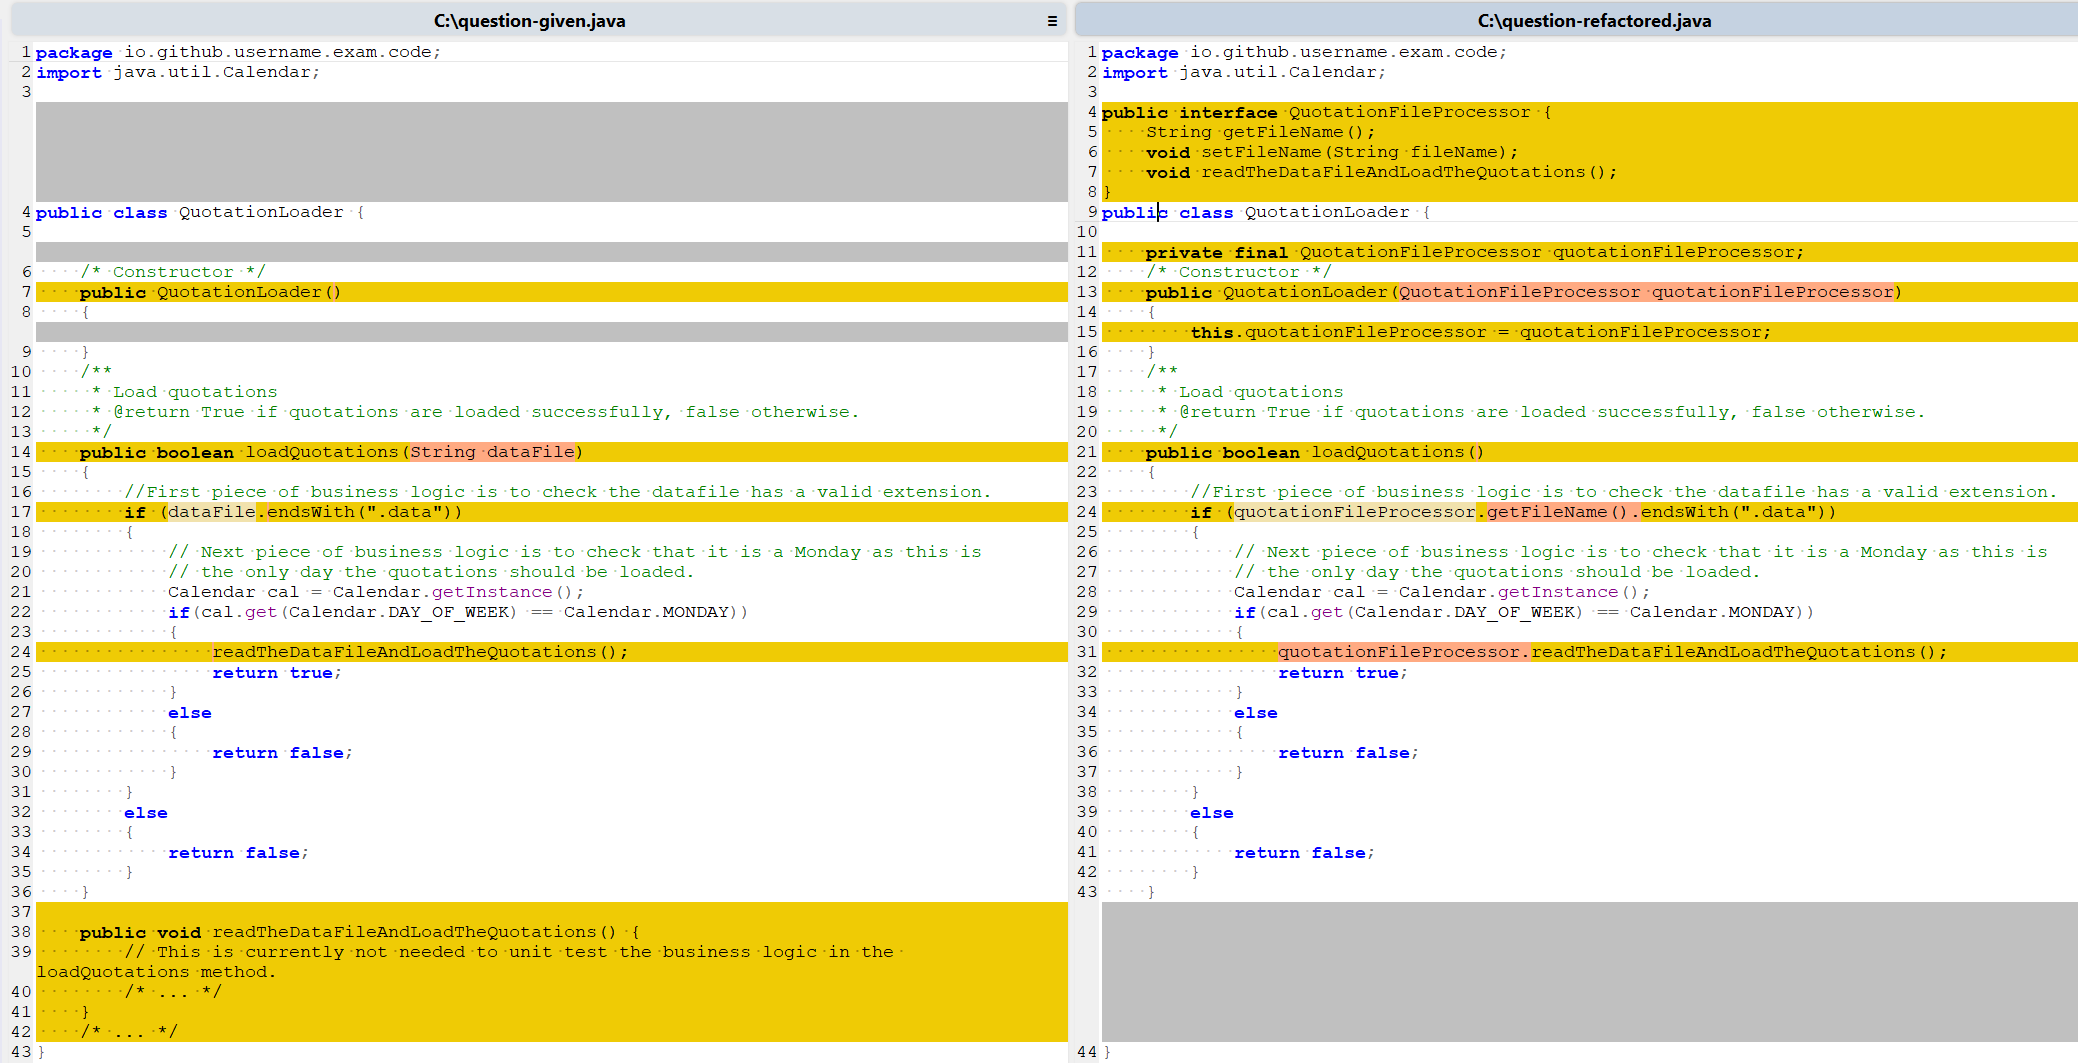 C:\question-given.java
1 package io.github.username.exam.code;
2 import java.util.Calendar;
3
4 public class QuotationLoader {
5
6     /* Constructor */
7     public QuotationLoader()
8     {
9     }
10     /**
11      * Load quotations
12      * @return True if quotations are loaded successfully, false otherwise.
13      */
14     public boolean loadQuotations(String dataFile)
15     {
16         //First piece of business logic is to check the datafile has a valid extension.
17         if (dataFile.endsWith(".data"))
18         {
19             // Next piece of business logic is to check that it is a Monday as this is
20             // the only day the quotations should be loaded.
21             Calendar cal = Calendar.getInstance();
22             if(cal.get(Calendar.DAY_OF_WEEK) == Calendar.MONDAY))
23             {
24                 readTheDataFileAndLoadTheQuotations();
25                 return true;
26             }
27             else
28             {
29                 return false;
30             }
31         }
32         else
33         {
34             return false;
35         }
36     }
37
38     public void readTheDataFileAndLoadTheQuotations() {
39         // This is currently not needed to unit test the business logic in the
loadQuotations method.
40         /* ... */
41     }
42     /* ... */
43 }
C:\question-refactored.java
1 package io.github.username.exam.code;
2 import java.util.Calendar;
3
4 public interface QuotationFileProcessor {
5     String getFileName();
6     void setFileName(String fileName);
7     void readTheDataFileAndLoadTheQuotations();
8 }
9 public class QuotationLoader {
10
11     private final QuotationFileProcessor quotationFileProcessor;
12     /* Constructor */
13     public QuotationLoader(QuotationFileProcessor quotationFileProcessor)
14     {
15         this.quotationFileProcessor = quotationFileProcessor;
16     }
17     /**
18      * Load quotations
19      * @return True if quotations are loaded successfully, false otherwise.
20      */
21     public boolean loadQuotations()
22     {
23         //First piece of business logic is to check the datafile has a valid extension.
24         if (quotationFileProcessor.getFileName().endsWith(".data"))
25         {
26             // Next piece of business logic is to check that it is a Monday as this is
27             // the only day the quotations should be loaded.
28             Calendar cal = Calendar.getInstance();
29             if(cal.get(Calendar.DAY_OF_WEEK) == Calendar.MONDAY))
30             {
31                 quotationFileProcessor.readTheDataFileAndLoadTheQuotations();
32                 return true;
33             }
34             else
35             {
36                 return false;
37             }
38         }
39         else
40         {
41             return false;
42         }
43     }
44 }